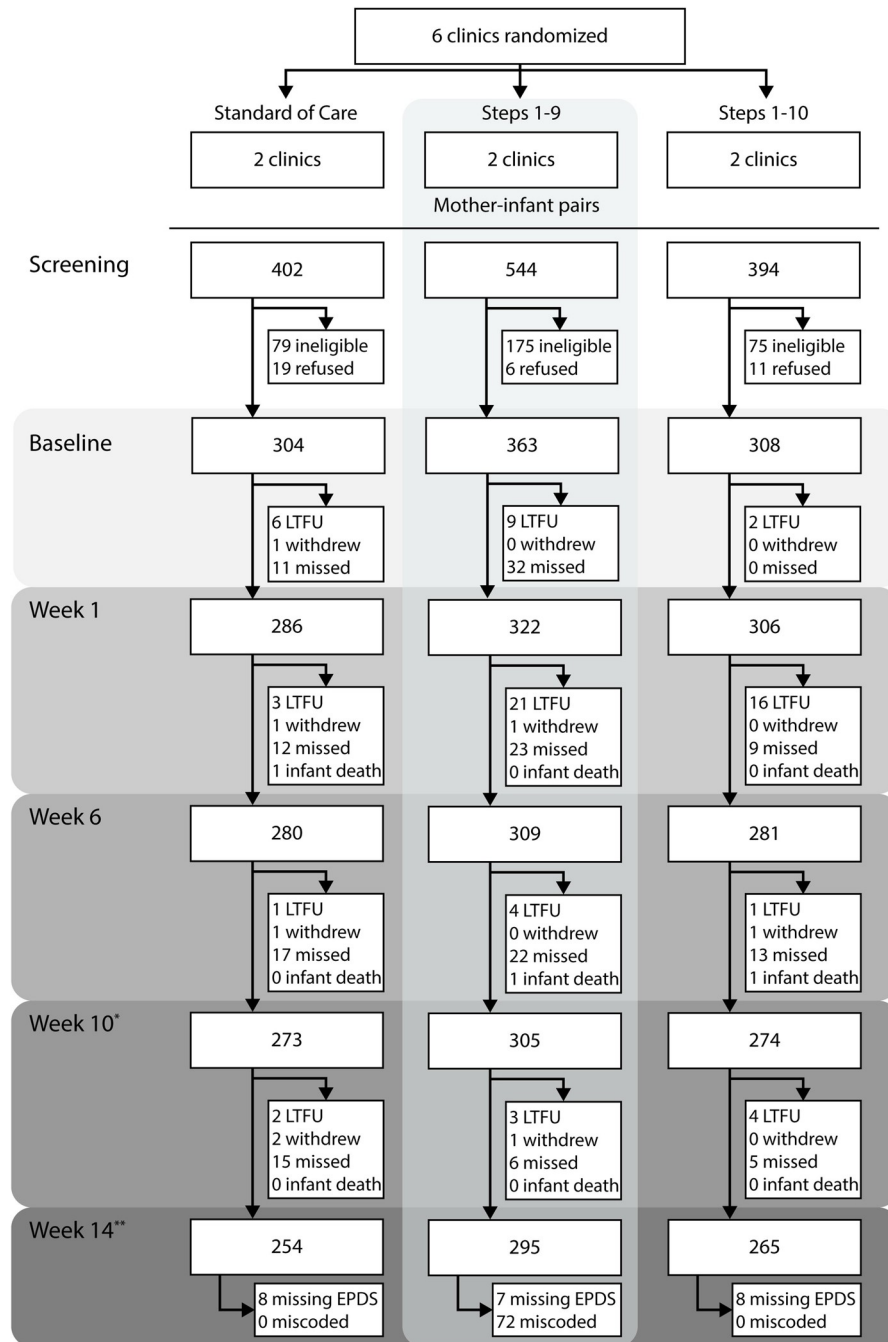 6 clinics randomized
Standard of Care
Steps 1-9
Steps 1-10
2 clinics
2 clinics
2 clinics
Mother-infant pairs
Screening
402
544
394
79 ineligible
19 refused
175 ineligible
6 refused
75 ineligible
11 refused
Baseline
304
363
308
6 LTFU
1 withdrew
11 missed
9 LTFU
0 withdrew
32 missed
2 LTFU
0 withdrew
0 missed
Week 1
286
322
306
3 LTFU
1 withdrew
12 missed
1 infant death
21 LTFU
1 withdrew
23 missed
0 infant death
16 LTFU
0 withdrew
9 missed
0 infant death
Week 6
280
309
281
1 LTFU
1 withdrew
17 missed
0 infant death
4 LTFU
0 withdrew
22 missed
1 infant death
1 LTFU
1 withdrew
13 missed
1 infant death
Week 10*
273
305
274
2 LTFU
2 withdrew
15 missed
0 infant death
3 LTFU
1 withdrew
6 missed
0 infant death
4 LTFU
0 withdrew
5 missed
0 infant death
Week 14**
254
295
265
8 missing EPDS
0 miscoded
7 missing EPDS
72 miscoded
8 missing EPDS
0 miscoded